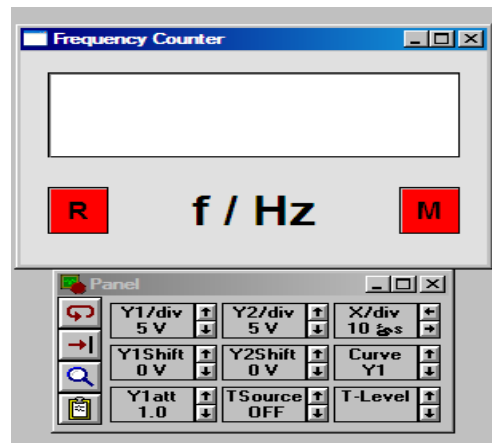 Frequency Counter
R f / Hz M
Panel
Y1/div Y2/div X/div
5 V 5 V 10 s
Y1Shift Y2Shift Curve
0 V 0 V Y1
Y1att TSource T-Level
1.0 OFF